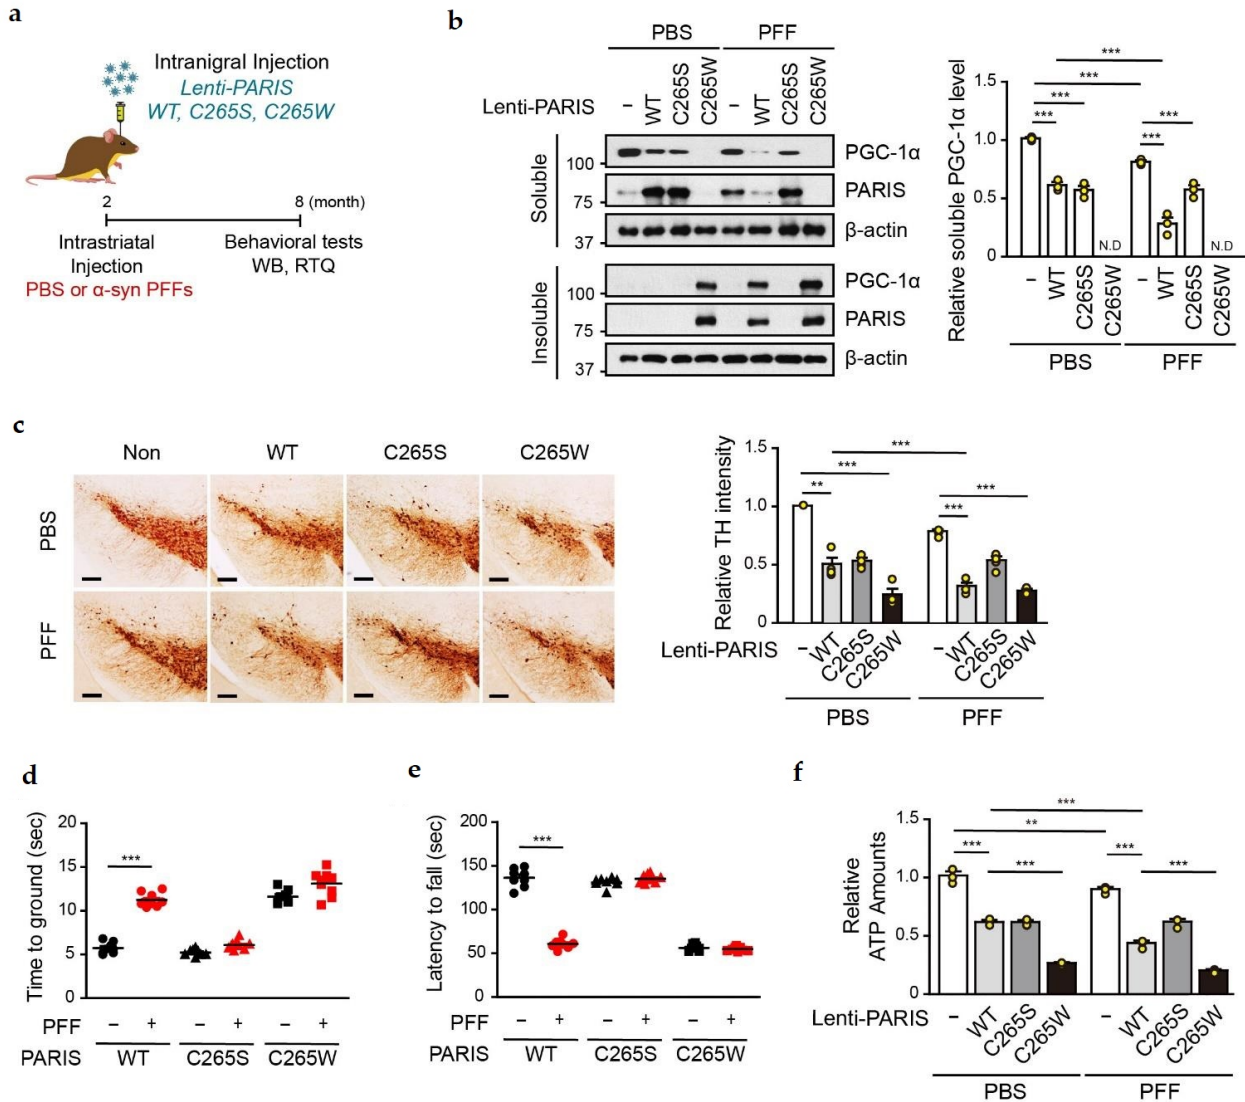 a
Intranigral Injection
Lenti-PARIS
WT, C265S, C265W
2
8 (month)
Intrastriatal
Injection
PBS or α-syn PFFs
Behavioral tests
WB, RTQ
b
PBS
PFF
Lenti-PARIS
–
WT
C265S
C265W
–
WT
C265S
C265W
Soluble
100
PGC-1α
75
PARIS
37
β-actin
Insoluble
100
PGC-1α
75
PARIS
37
β-actin
Relative soluble PGC-1α level
1.5
1.0
0.5
0
***
***
***
***
***
***
N.D
N.D
–
WT
C265S
C265W
–
WT
C265S
C265W
PBS
PFF
c
Non
WT
C265S
C265W
PBS
PFF
Relative TH intensity
1.5
1.0
0.5
0
***
***
**
***
***
Lenti-PARIS
–
WT
C265S
C265W
–
WT
C265S
C265W
PBS
PFF
d
Time to ground (sec)
20
15
10
5
0
***
PFF
– + – + – +
PARIS
WT
C265S
C265W
e
Latency to fall (sec)
200
150
100
50
0
***
PFF
– + – + – +
PARIS
WT
C265S
C265W
f
Relative
ATP Amounts
1.5
1.0
0.5
0
***
**
***
***
***
***
Lenti-PARIS
–
WT
C265S
C265W
–
WT
C265S
C265W
PBS
PFF